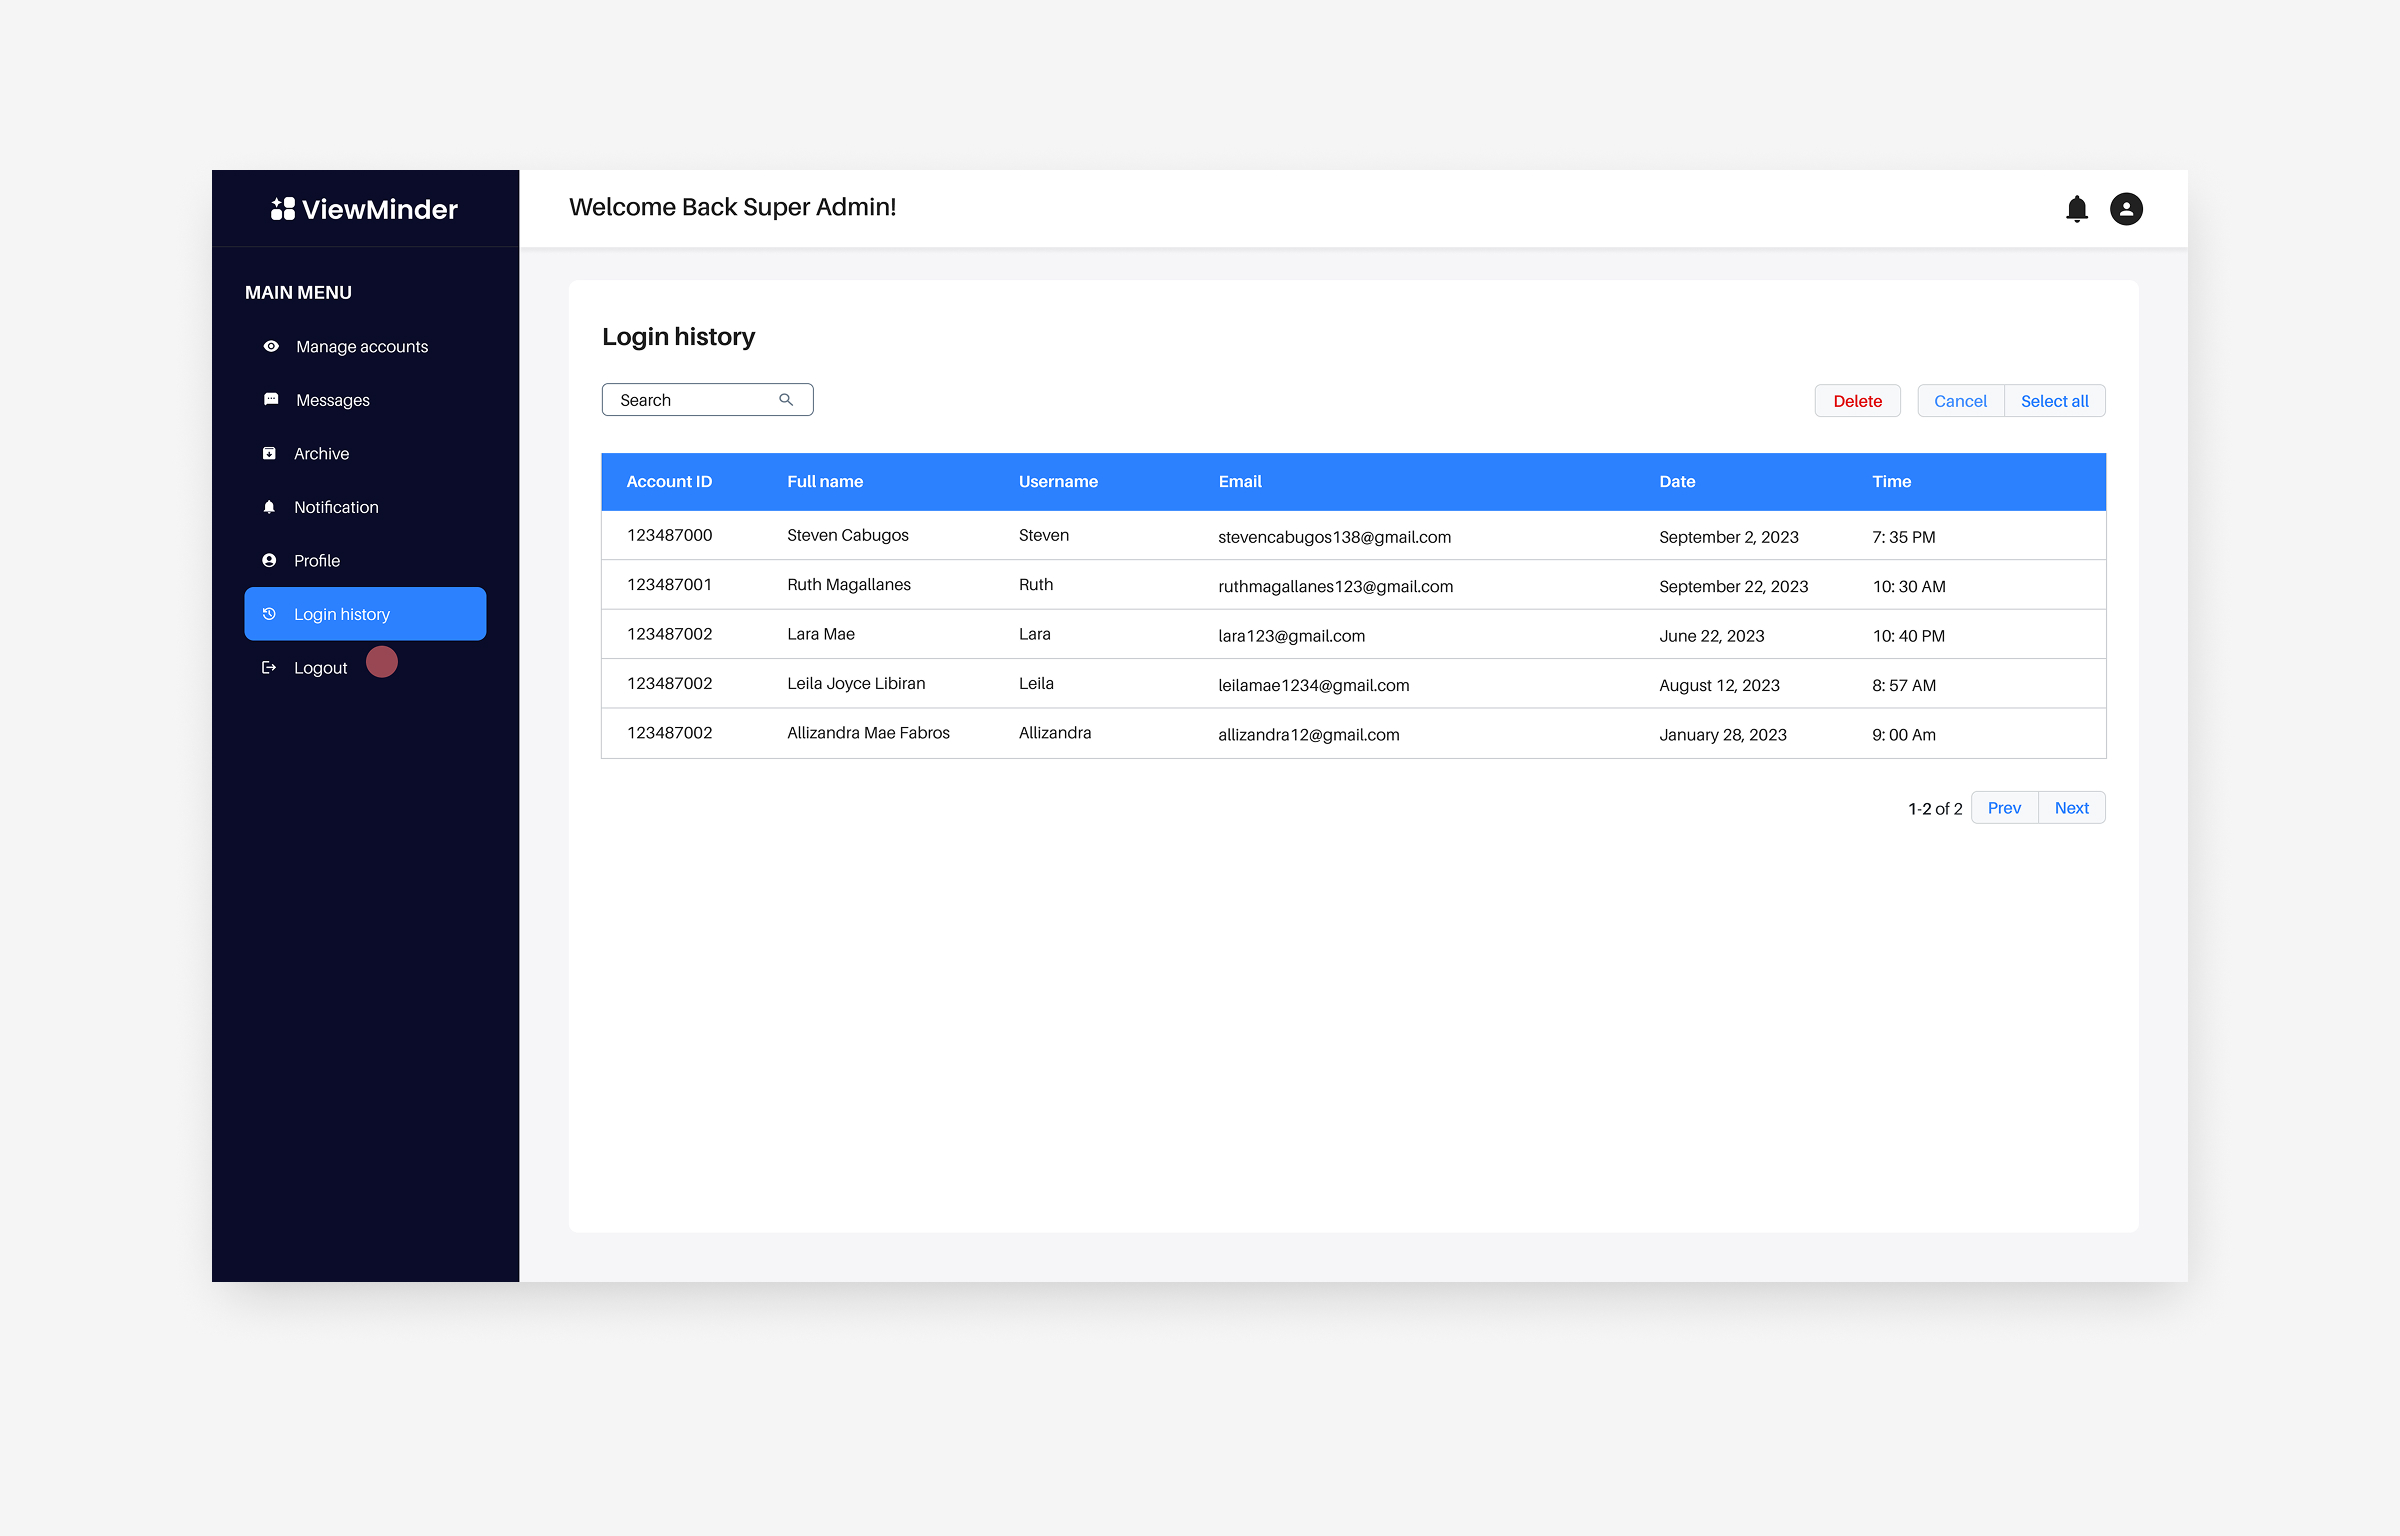 ViewMinder
Welcome Back Super Admin!
MAIN MENU
Manage accounts
Messages
Archive
Notification
Profile
Login history
Logout
Login history
Search
Delete Cancel Select all
Account ID Full name Username Email Date Time
123487000 Steven Cabugos Steven stevencabugos138@gmail.com September 2, 2023 7: 35 PM
123487001 Ruth Magallanes Ruth ruthmagallanes123@gmail.com September 22, 2023 10: 30 AM
123487002 Lara Mae Lara lara123@gmail.com June 22, 2023 10: 40 PM
123487002 Leila Joyce Libiran Leila leilamae1234@gmail.com August 12, 2023 8: 57 AM
123487002 Allizandra Mae Fabros Allizandra allizandra12@gmail.com January 28, 2023 9: 00 Am
1-2 of 2 Prev Next